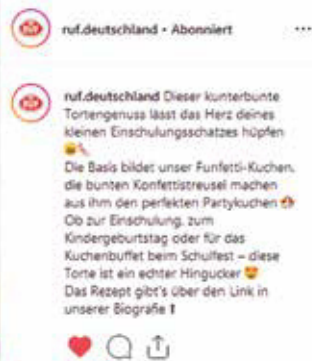 ruf.deutschland • Abonniert
ruf.deutschland Dieser kunterbunte
Tortengenuss lässt das Herz deines
kleinen Einschulungsschatzes hüpfen
Die Basis bildet unser Funfetti-Kuchen,
die bunten Konfettistreusel machen
aus ihm den perfekten Partykuchen
Ob zur Einschulung, zum
Kindergeburtstag oder für das
Kuchenbuffet beim Schulfest – diese
Torte ist ein echter Hingucker
Das Rezept gibt's über den Link in
unserer Biografie